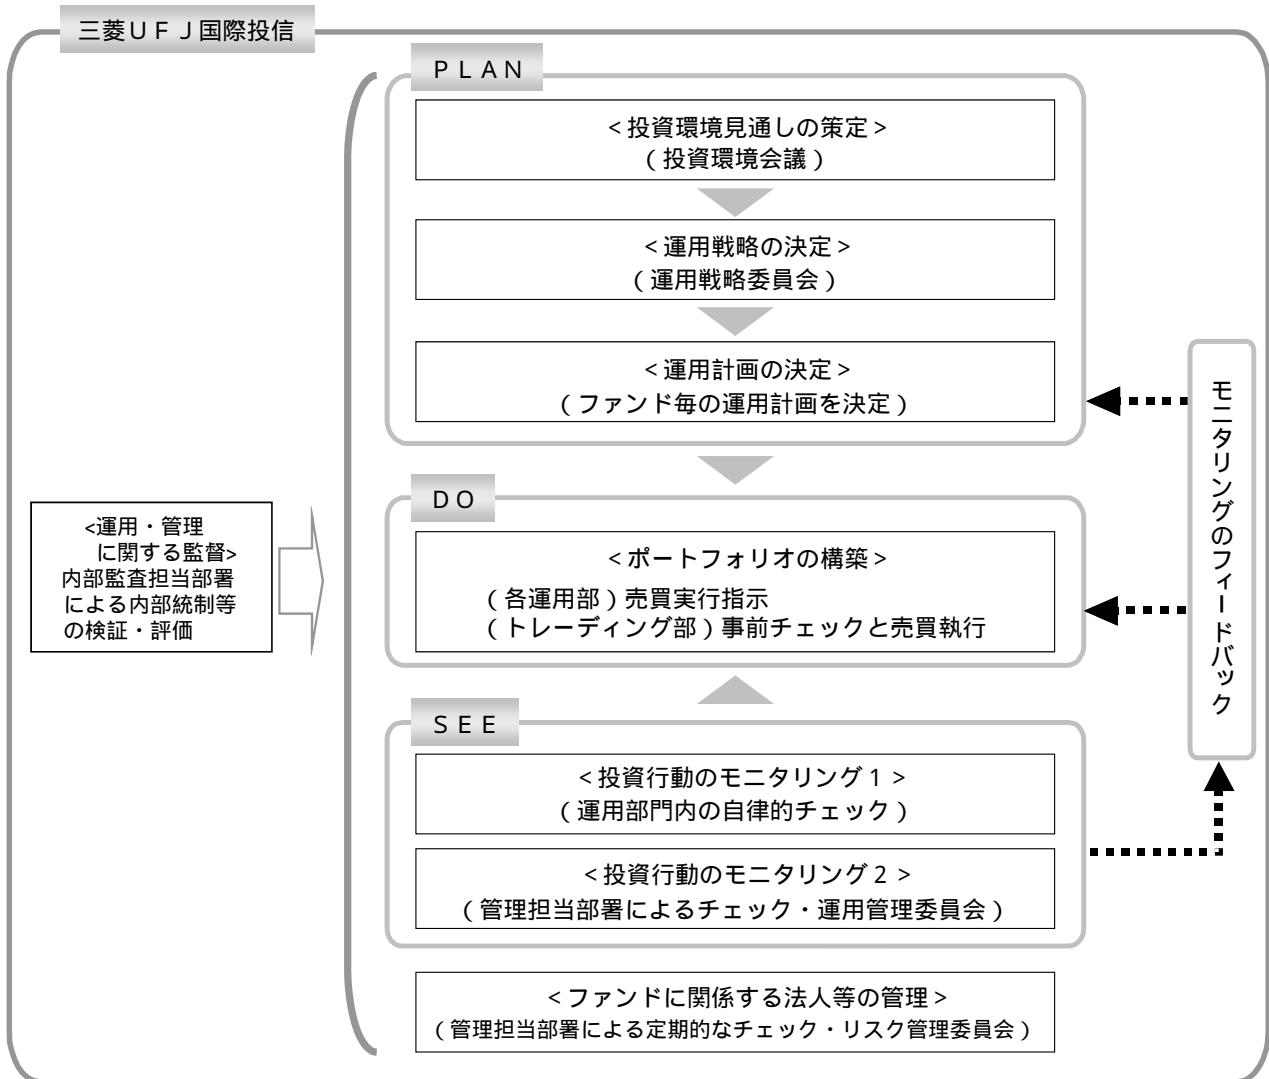 三菱ＵＦＪ国際投信
ＰＬＡＮ
＜投資環境見通しの策定＞
（投資環境会議）
＜運用戦略の決定＞
（運用戦略委員会）
＜運用計画の決定＞
（ファンド毎の運用計画を決定）
ＤＯ
＜ポートフォリオの構築＞
（各運用部）売買実行指示
（トレーディング部）事前チェックと売買執行
ＳＥＥ
＜投資行動のモニタリング１＞
（運用部門内の自律的チェック）
＜投資行動のモニタリング２＞
（管理担当部署によるチェック・運用管理委員会）
＜ファンドに関係する法人等の管理＞
（管理担当部署による定期的なチェック・リスク管理委員会）
<運用・管理
に関する監督>
内部監査担当部署
による内部統制等
の検証・評価
モニタリングのフィードバック